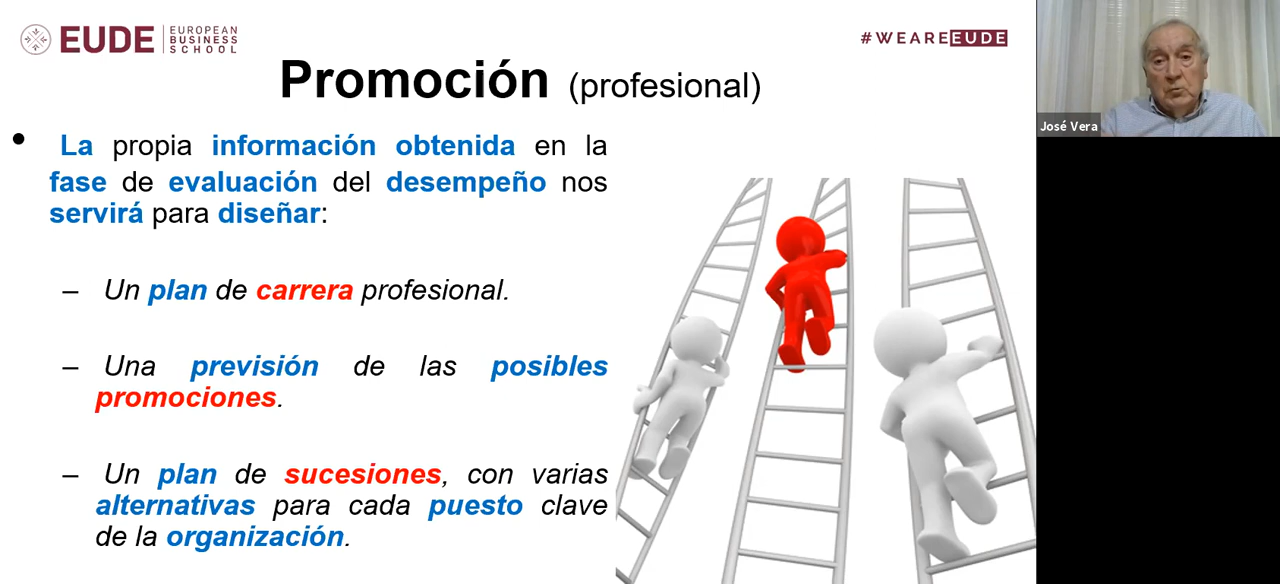 EUDE EUROPEAN
BUSINESS
SCHOOL
#WEAREEUDE
Promoción (profesional)
José Vera
• La propia información obtenida en la
fase de evaluación del desempeño nos
servirá para diseñar:
– Un plan de carrera profesional.
– Una previsión de las posibles
promociones.
– Un plan de sucesiones, con varias
alternativas para cada puesto clave
de la organización.